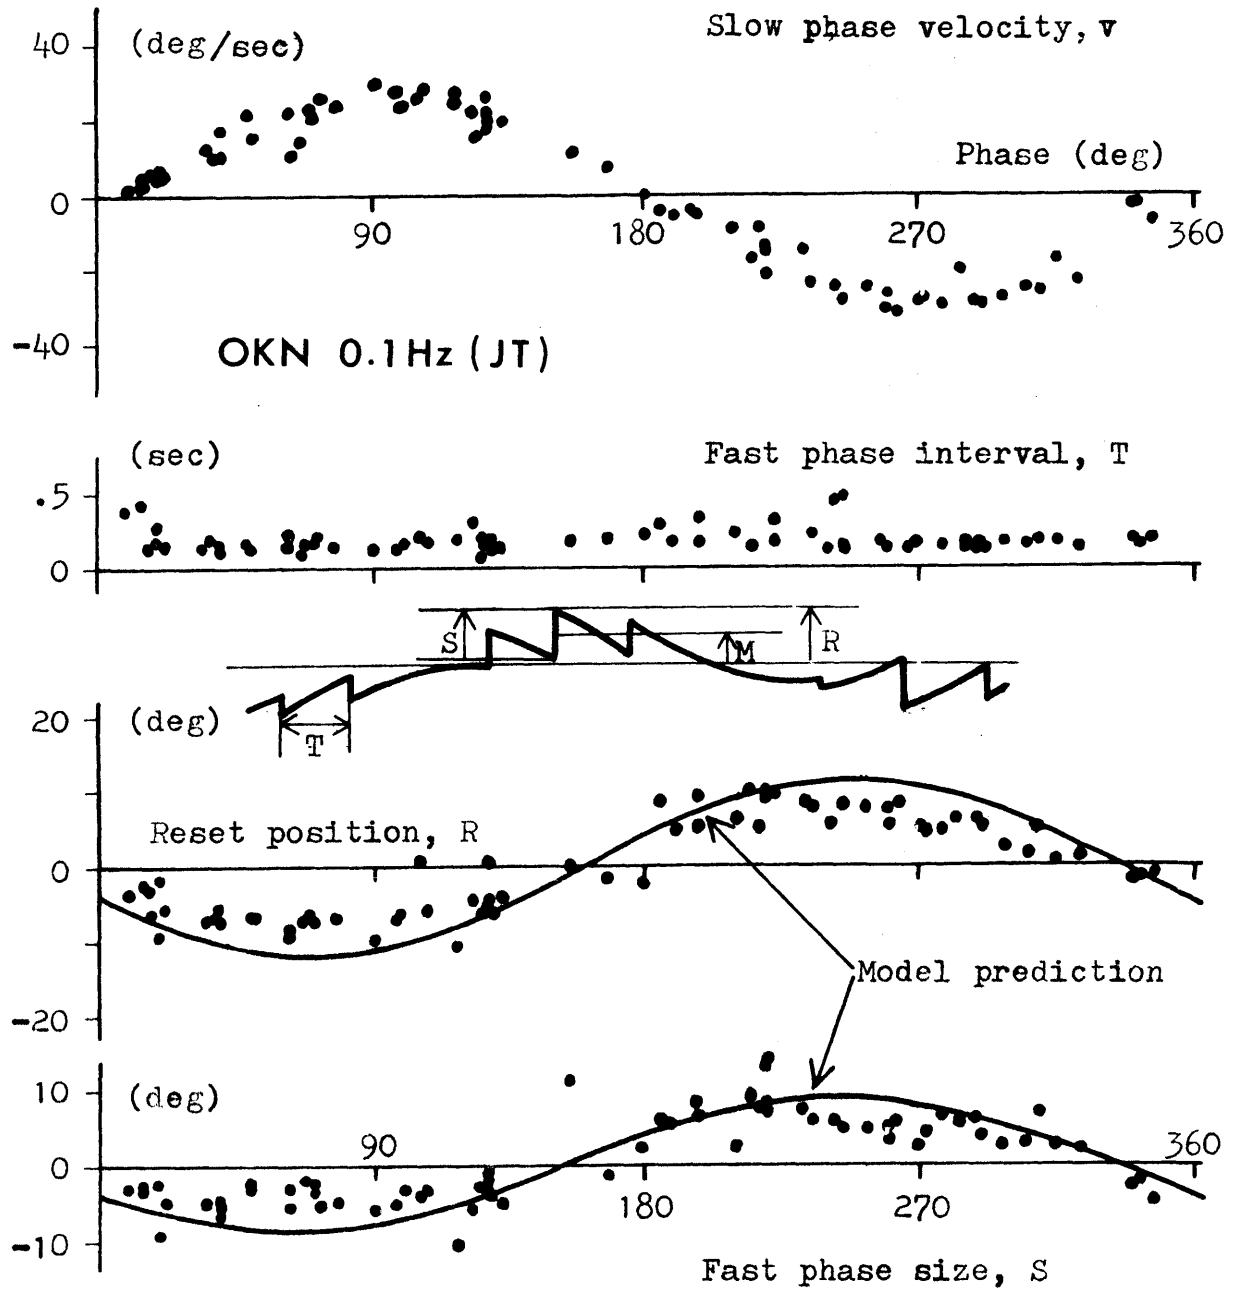 Slow phase velocity, v
40 (deg/sec)
Phase (deg)
0
90 180 270 360
-40
OKN 0.1Hz (JT)
(sec) Fast phase interval, T
.5
0
S M R
T
20 (deg)
Reset position, R
0
Model prediction
-20
10 (deg)
90 360
0
180 270
-10
Fast phase size, S